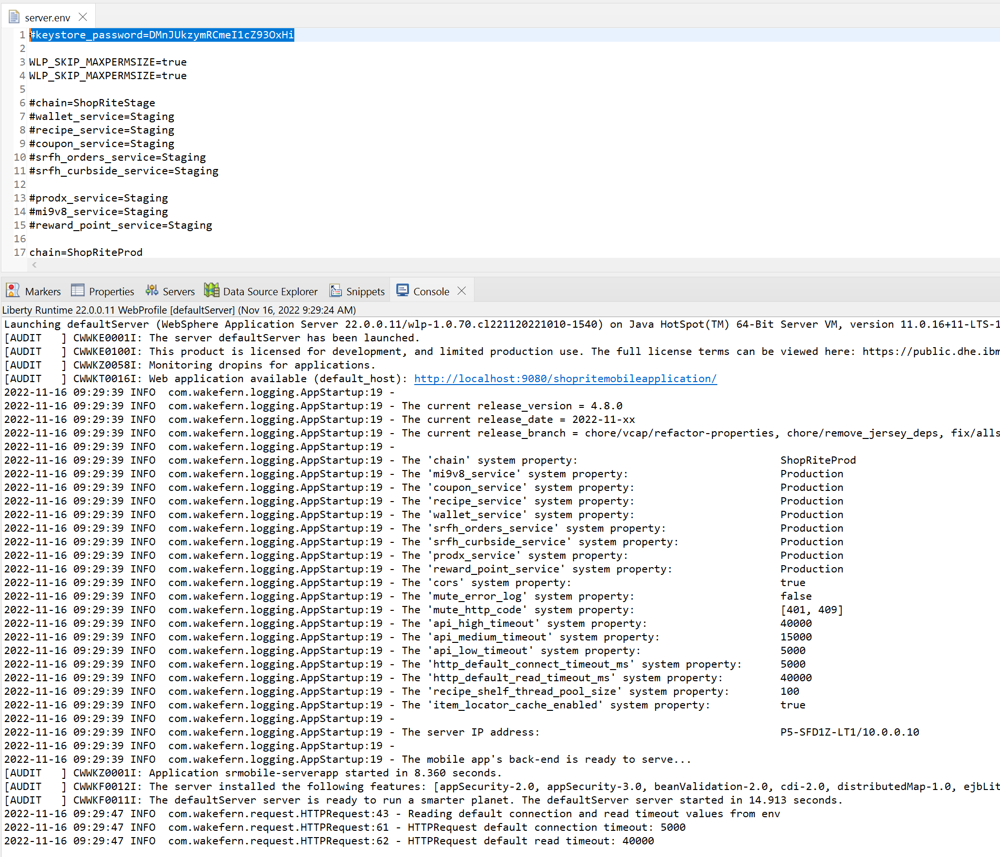 server.env
1 #keystore_password=DMnJUkzymRCmeI1cZ93OxHi
2
3 WLP_SKIP_MAXPERMSIZE=true
4 WLP_SKIP_MAXPERMSIZE=true
5
6 #chain=ShopRiteStage
7 #wallet_service=Staging
8 #recipe_service=Staging
9 #coupon_service=Staging
10 #srfh_orders_service=Staging
11 #srfh_curbside_service=Staging
12
13 #prodx_service=Staging
14 #mi9v8_service=Staging
15 #reward_point_service=Staging
16
17 chain=ShopRiteProd
Markers Properties Servers Data Source Explorer Snippets Console
Liberty Runtime 22.0.0.11 WebProfile [defaultServer] (Nov 16, 2022 9:29:24 AM)
Launching defaultServer (WebSphere Application Server 22.0.0.11/wlp-1.0.70.cl221120221010-1540) on Java HotSpot(TM) 64-Bit Server VM, version 11.0.16+11-LTS-1
[AUDIT   ] CWWKE0001I: The server defaultServer has been launched.
[AUDIT   ] CWWKE0100I: This product is licensed for development, and limited production use. The full license terms can be viewed here: https://public.dhe.ibm
[AUDIT   ] CWWKZ0058I: Monitoring dropins for applications.
[AUDIT   ] CWWKT0016I: Web application available (default_host): http://localhost:9080/shopritemobileapplication/
2022-11-16 09:29:39 INFO  com.wakefern.logging.AppStartup:19 -
2022-11-16 09:29:39 INFO  com.wakefern.logging.AppStartup:19 - The current release_version = 4.8.0
2022-11-16 09:29:39 INFO  com.wakefern.logging.AppStartup:19 - The current release_date = 2022-11-xx
2022-11-16 09:29:39 INFO  com.wakefern.logging.AppStartup:19 - The current release_branch = chore/vcap/refactor-properties, chore/remove_jersey_deps, fix/alls
2022-11-16 09:29:39 INFO  com.wakefern.logging.AppStartup:19 -
2022-11-16 09:29:39 INFO  com.wakefern.logging.AppStartup:19 - The 'chain' system property: ShopRiteProd
2022-11-16 09:29:39 INFO  com.wakefern.logging.AppStartup:19 - The 'mi9v8_service' system property: Production
2022-11-16 09:29:39 INFO  com.wakefern.logging.AppStartup:19 - The 'coupon_service' system property: Production
2022-11-16 09:29:39 INFO  com.wakefern.logging.AppStartup:19 - The 'recipe_service' system property: Production
2022-11-16 09:29:39 INFO  com.wakefern.logging.AppStartup:19 - The 'wallet_service' system property: Production
2022-11-16 09:29:39 INFO  com.wakefern.logging.AppStartup:19 - The 'srfh_orders_service' system property: Production
2022-11-16 09:29:39 INFO  com.wakefern.logging.AppStartup:19 - The 'srfh_curbside_service' system property: Production
2022-11-16 09:29:39 INFO  com.wakefern.logging.AppStartup:19 - The 'prodx_service' system property: Production
2022-11-16 09:29:39 INFO  com.wakefern.logging.AppStartup:19 - The 'reward_point_service' system property: Production
2022-11-16 09:29:39 INFO  com.wakefern.logging.AppStartup:19 - The 'cors' system property: true
2022-11-16 09:29:39 INFO  com.wakefern.logging.AppStartup:19 - The 'mute_error_log' system property: false
2022-11-16 09:29:39 INFO  com.wakefern.logging.AppStartup:19 - The 'mute_http_code' system property: [401, 409]
2022-11-16 09:29:39 INFO  com.wakefern.logging.AppStartup:19 - The 'api_high_timeout' system property: 40000
2022-11-16 09:29:39 INFO  com.wakefern.logging.AppStartup:19 - The 'api_medium_timeout' system property: 15000
2022-11-16 09:29:39 INFO  com.wakefern.logging.AppStartup:19 - The 'api_low_timeout' system property: 5000
2022-11-16 09:29:39 INFO  com.wakefern.logging.AppStartup:19 - The 'http_default_connect_timeout_ms' system property: 5000
2022-11-16 09:29:39 INFO  com.wakefern.logging.AppStartup:19 - The 'http_default_read_timeout_ms' system property: 40000
2022-11-16 09:29:39 INFO  com.wakefern.logging.AppStartup:19 - The 'recipe_shelf_thread_pool_size' system property: 100
2022-11-16 09:29:39 INFO  com.wakefern.logging.AppStartup:19 - The 'item_locator_cache_enabled' system property: true
2022-11-16 09:29:39 INFO  com.wakefern.logging.AppStartup:19 -
2022-11-16 09:29:39 INFO  com.wakefern.logging.AppStartup:19 - The server IP address: P5-SFD1Z-LT1/10.0.0.10
2022-11-16 09:29:39 INFO  com.wakefern.logging.AppStartup:19 -
2022-11-16 09:29:39 INFO  com.wakefern.logging.AppStartup:19 - The mobile app's back-end is ready to serve...
[AUDIT   ] CWWKZ0001I: Application srmobile-serverapp started in 8.360 seconds.
[AUDIT   ] CWWKF0012I: The server installed the following features: [appSecurity-2.0, appSecurity-3.0, beanValidation-2.0, cdi-2.0, distributedMap-1.0, ejbLit
[AUDIT   ] CWWKF0011I: The defaultServer server is ready to run a smarter planet. The defaultServer server started in 14.913 seconds.
2022-11-16 09:29:47 INFO  com.wakefern.request.HTTPRequest:43 - Reading default connection and read timeout values from env
2022-11-16 09:29:47 INFO  com.wakefern.request.HTTPRequest:61 - HTTPRequest default connection timeout: 5000
2022-11-16 09:29:47 INFO  com.wakefern.request.HTTPRequest:62 - HTTPRequest default read timeout: 40000